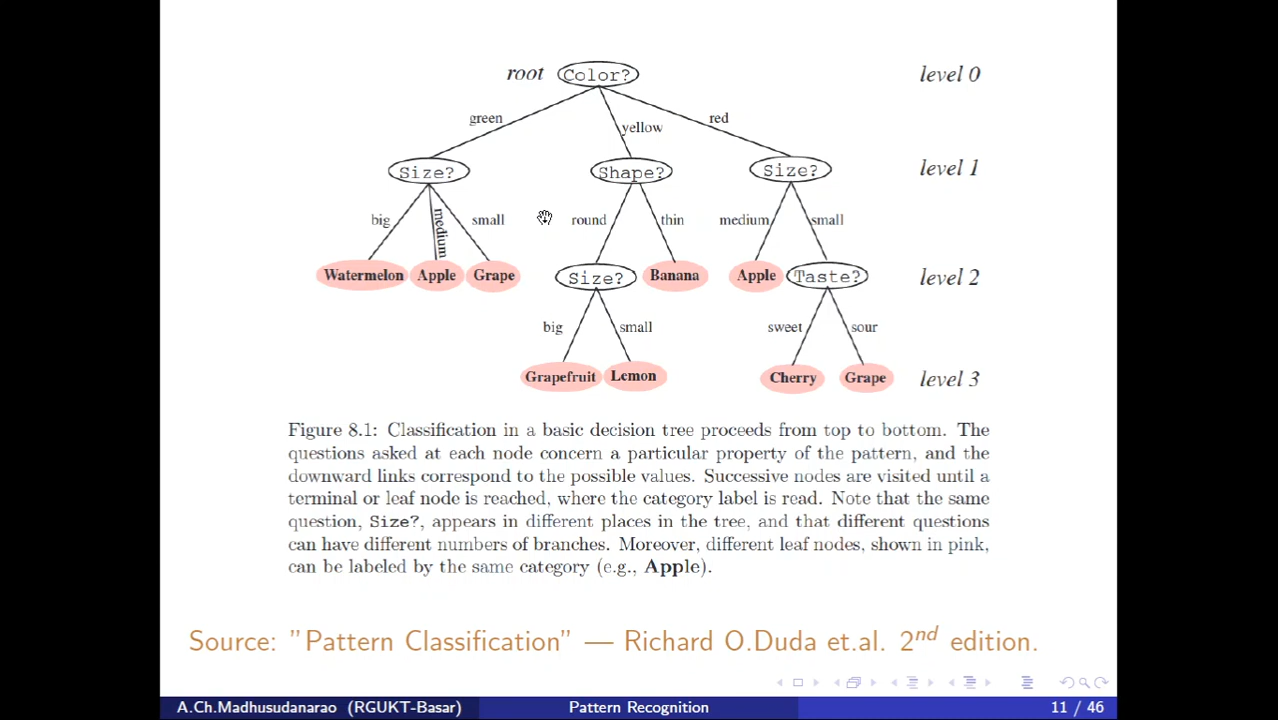 root Color? level 0
green yellow red
Size? Shape? Size? level 1
big medium small round thin medium small
Watermelon Apple Grape Size? Banana Apple Taste? level 2
big small sweet sour
Grapefruit Lemon Cherry Grape level 3
Figure 8.1: Classification in a basic decision tree proceeds from top to bottom. The
questions asked at each node concern a particular property of the pattern, and the
downward links correspond to the possible values. Successive nodes are visited until a
terminal or leaf node is reached, where the category label is read. Note that the same
question, Size?, appears in different places in the tree, and that different questions
can have different numbers of branches. Moreover, different leaf nodes, shown in pink,
can be labeled by the same category (e.g., Apple).
Source: "Pattern Classification" — Richard O.Duda et.al. 2nd edition.
A.Ch.Madhusudanarao (RGUKT-Basar) Pattern Recognition 11 / 46